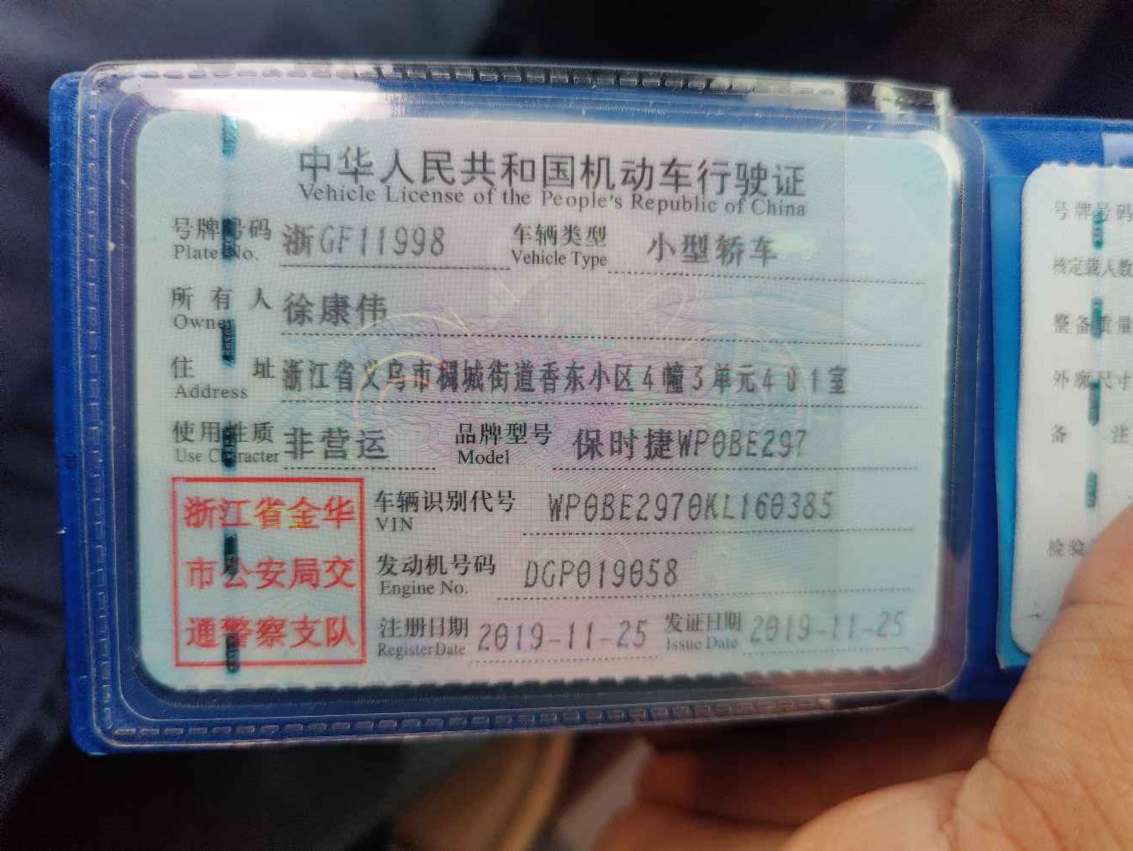 中华人民共和国机动车行驶证
Vehicle License of the People's Republic of China
号牌号码 浙GF11998 车辆类型 小型轿车
Plate No. Vehicle Type
所有人 徐康伟
Owner
住址 浙江省义乌市稠城街道香东小区4幢3单元401室
Address
使用性质 非营运 品牌型号 保时捷WP0BE297
Use Character Model
浙江省金华
市公安局交
通警察支队
车辆识别代号 WP0BE2970KL160385
VIN
发动机号码 DGP019058
Engine No.
注册日期 2019-11-25 发证日期 2019-11-25
Register Date Issue Date
号牌号码
核定载人数
整备质量
外廓尺寸
备注
检验